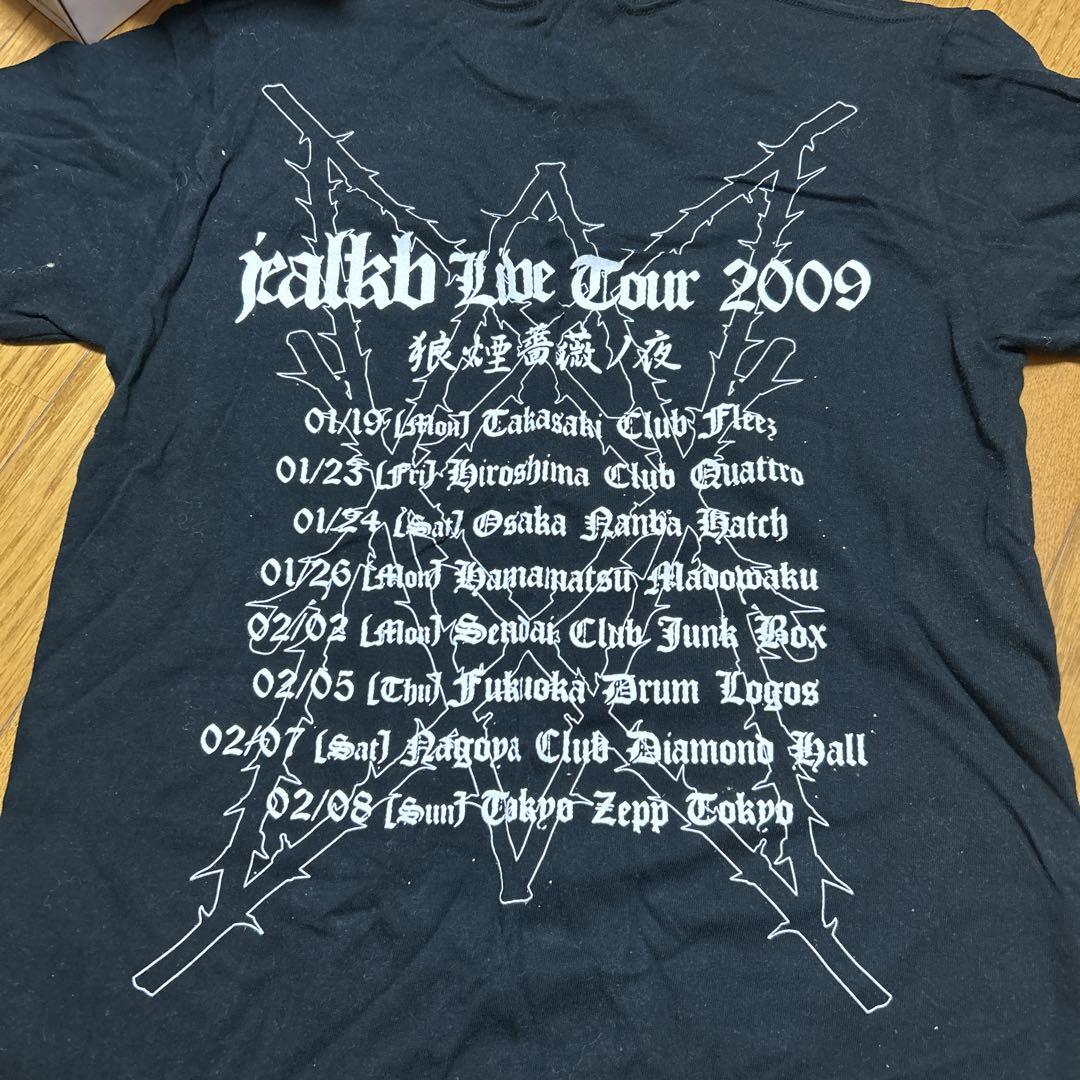 jealkb Live Tour 2009
狼煙薔薇ノ夜
01/19 [Mon] Takasaki Club Fleez
01/23 [Fri] Hiroshima Club Quattro
01/24 [Sat] Osaka Nanba Hatch
01/26 [Mon] Hamamatsu Madowaku
02/02 [Mon] Sendai Club Junk Box
02/05 [Thu] Fukuoka Drum Logos
02/07 [Sat] Nagoya Club Diamond Hall
02/08 [Sun] Tokyo Zepp Tokyo